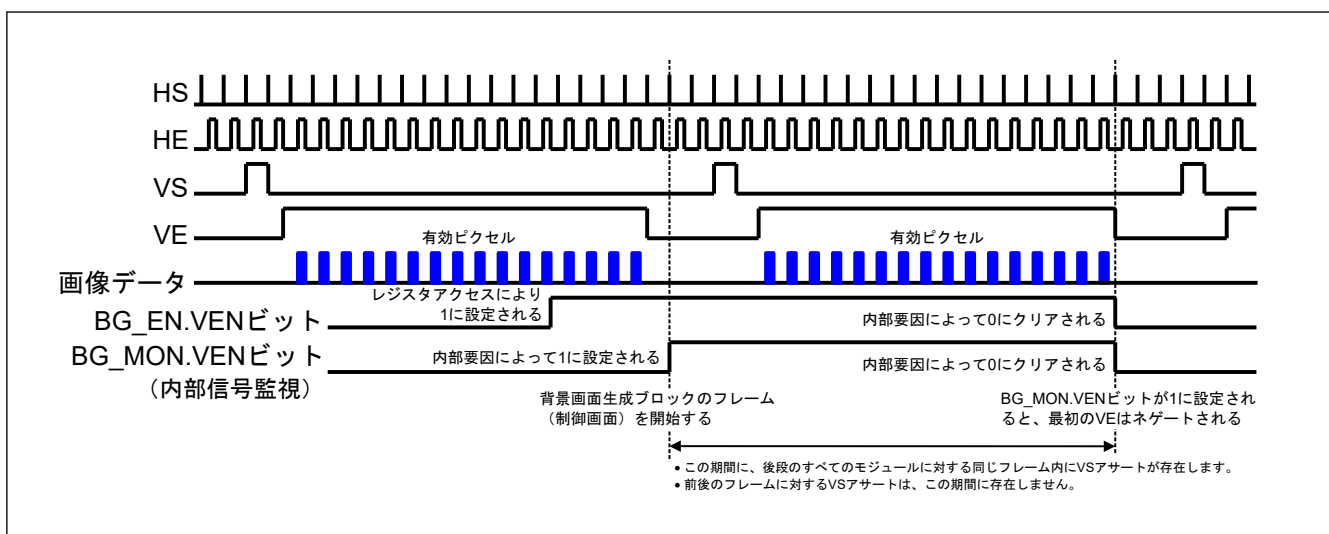 HS
HE
VS
VE
有効ピクセル
有効ピクセル
画像データ
レジスタアクセスにより
1に設定される
BG_EN.VENビット
内部要因によって0にクリアされる
BG_MON.VENビット
内部要因によって1に設定される
内部要因によって0にクリアされる
（内部信号監視）
背景画面生成ブロックのフレーム
（制御画面）を開始する
BG_MON.VENビットが1に設定され
ると、最初のVEはネゲートされる
• この期間に、後段のすべてのモジュールに対する同じフレーム内にVSアサートが存在します。
• 前後のフレームに対するVSアサートは、この期間に存在しません。